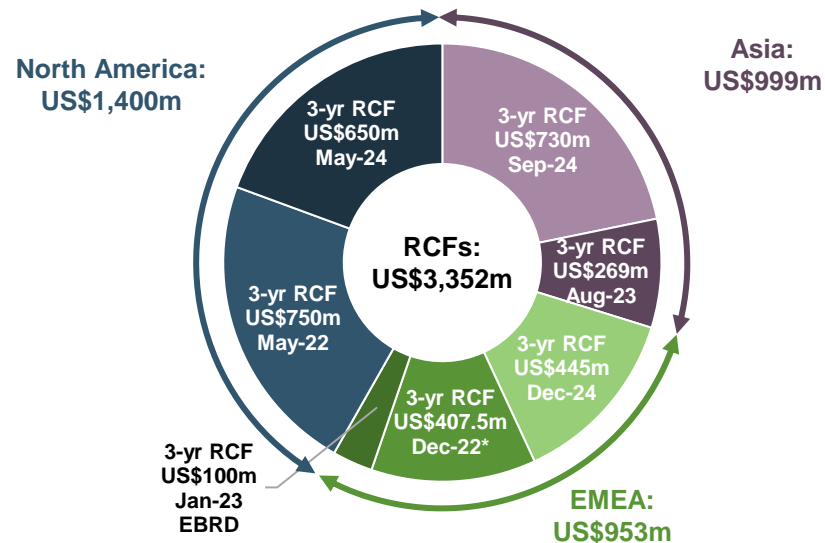 North America:
US$1,400m
Asia:
US$999m
3-yr RCF
US$650m
May-24
3-yr RCF
US$730m
Sep-24
RCFs:
US$3,352m
3-yr RCF
US$269m
Aug-23
3-yr RCF
US$750m
May-22
3-yr RCF
US$445m
Dec-24
3-yr RCF
US$407.5m
Dec-22*
3-yr RCF
US$100m
Jan-23
EBRD
EMEA:
US$953m